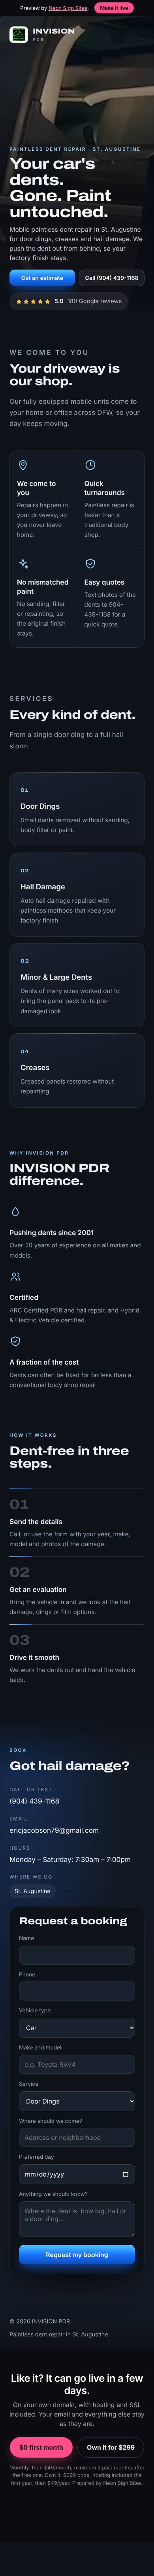 Preview by Neon Sign Sites. Make it live
INVISION
PDR
PAINTLESS DENT REPAIR · ST. AUGUSTINE
Your car's
dents.
Gone. Paint
untouched.
Mobile paintless dent repair in St. Augustine
for door dings, creases and hail damage. We
push the dent out from behind, so your
factory finish stays.
Get an estimate
Call (904) 439-1168
★★★★★ 5.0 180 Google reviews
WE COME TO YOU
Your driveway is
our shop.
Our fully equipped mobile units come to
your home or office across DFW, so your
day keeps moving.
We come to
you
Repairs happen in
your driveway, so
you never leave
home.
Quick
turnarounds
Paintless repair is
faster than a
traditional body
shop.
No mismatched
paint
No sanding, filler
or repainting, so
the original finish
stays.
Easy quotes
Text photos of the
dents to 904-
439-1168 for a
quick quote.
SERVICES
Every kind of dent.
From a single door ding to a full hail
storm.
01
Door Dings
Small dents removed without sanding,
body filler or paint.
02
Hail Damage
Auto hail damage repaired with
paintless methods that keep your
factory finish.
03
Minor & Large Dents
Dents of many sizes worked out to
bring the panel back to its pre-
damaged look.
04
Creases
Creased panels restored without
repainting.
WHY INVISION PDR
INVISION PDR
difference.
Pushing dents since 2001
Over 20 years of experience on all makes and
models.
Certified
ARC Certified PDR and hail repair, and Hybrid
& Electric Vehicle certified.
A fraction of the cost
Dents can often be fixed for far less than a
conventional body shop repair.
HOW IT WORKS
Dent-free in three
steps.
01
Send the details
Call, or use the form with your year, make,
model and photos of the damage.
02
Get an evaluation
Bring the vehicle in and we look at the hail
damage, dings or film options.
03
Drive it smooth
We work the dents out and hand the vehicle
back.
BOOK
Got hail damage?
CALL OR TEXT
(904) 439-1168
EMAIL
ericjacobson79@gmail.com
HOURS
Monday – Saturday: 7:30am – 7:00pm
WHERE WE GO
St. Augustine
Request a booking
Name
Phone
Vehicle type
Car
Make and model
e.g. Toyota RAV4
Service
Door Dings
Where should we come?
Address or neighborhood
Preferred day
mm/dd/yyyy
Anything we should know?
Where the dent is, how big, hail or
a door ding...
Request my booking
© 2026 INVISION PDR
Paintless dent repair in St. Augustine
Like it? It can go live in a few
days.
On your own domain, with hosting and SSL
included. Your email and everything else stay
as they are.
$0 first month
Own it for $299
Monthly: then $49/month, minimum 2 paid months after
the free one. Own it: $299 once, hosting included the
first year, then $49/year. Prepared by Neon Sign Sites.